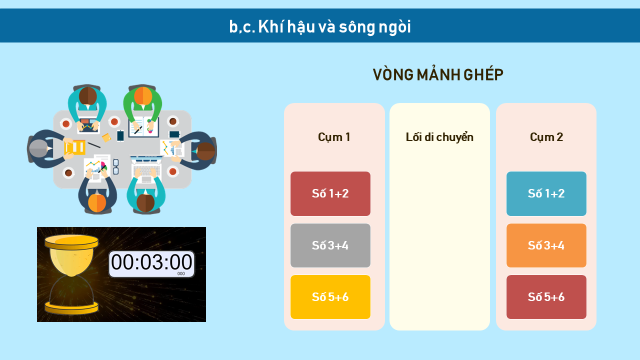 b,c. Khí hậu và sông ngòi
VÒNG MẢNH GHÉP
Cụm 1
Lối di chuyển
Cụm 2
Số 1+2
Số 1+2
Số 3+4
Số 3+4
Số 5+6
Số 5+6
00:03:00
000